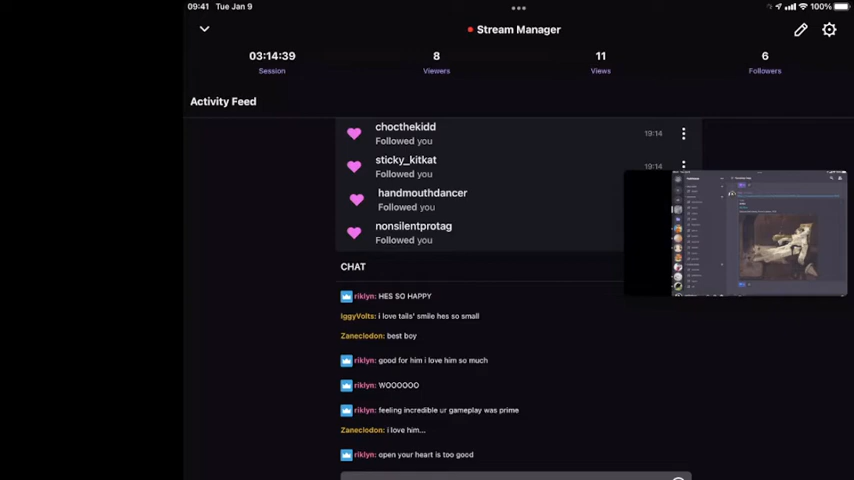 09:41 Tue Jan 9
100%
Stream Manager
03:14:39 8 11 6
Session Viewers Views Followers
Activity Feed
chocthekidd
Followed you
19:14
sticky_kitkat
Followed you
19:14
handmouthdancer
Followed you
nonsilentprotag
Followed you
CHAT
riklyn: HES SO HAPPY
IggyVolts: i love tails' smile hes so small
Zaneclodon: best boy
riklyn: good for him i love him so much
riklyn: WOOOOOO
riklyn: feeling incredible ur gameplay was prime
Zaneclodon: i love him...
riklyn: open your heart is too good